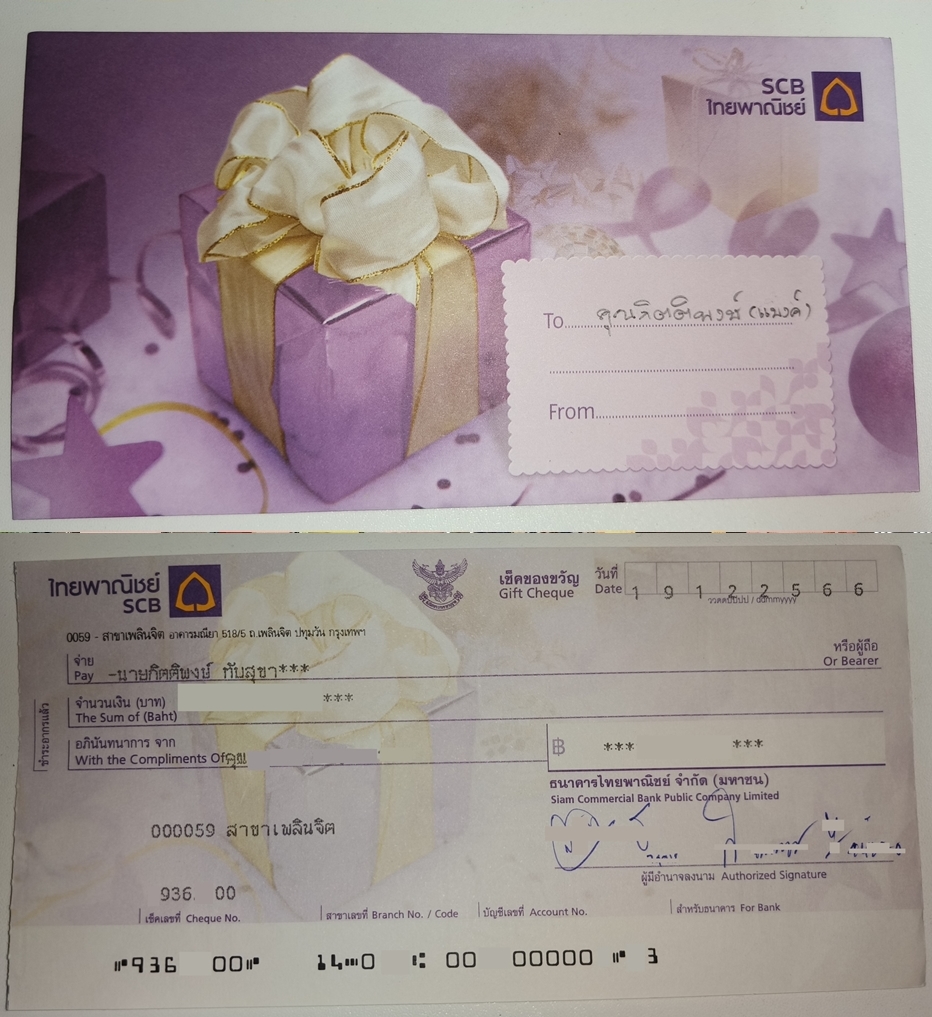 SCB
ไทยพาณิชย์
To คุณกิตติพงษ์ (แบงค์)
From
ไทยพาณิชย์
SCB
เช็คของขวัญ
Gift Cheque
วันที่
Date 1 9 1 2 2 5 6 6
ววดดปปปป / ddmmyyyy
0059 - สาขาเพลินจิต อาคารมณียา 518/5 ถ.เพลินจิต ปทุมวัน กรุงเทพฯ
หรือผู้ถือ
Or Bearer
จ่าย
Pay -นายกิตติพงษ์ ทับสุขา***
ชำระอากรแล้ว
จำนวนเงิน (บาท)
The Sum of (Baht) ***
อภินันทนาการ จาก
With the Compliments Of คุณ
฿ *** ***
ธนาคารไทยพาณิชย์ จำกัด (มหาชน)
Siam Commercial Bank Public Company Limited
000059 สาขาเพลินจิต
ผู้มีอำนาจลงนาม Authorized Signature
936 00
เช็คเลขที่ Cheque No.
สาขาเลขที่ Branch No. / Code
บัญชีเลขที่ Account No.
สำหรับธนาคาร For Bank
⑈936 00⑈ 14⑉0 ⑆ 00 00000 ⑈ 3